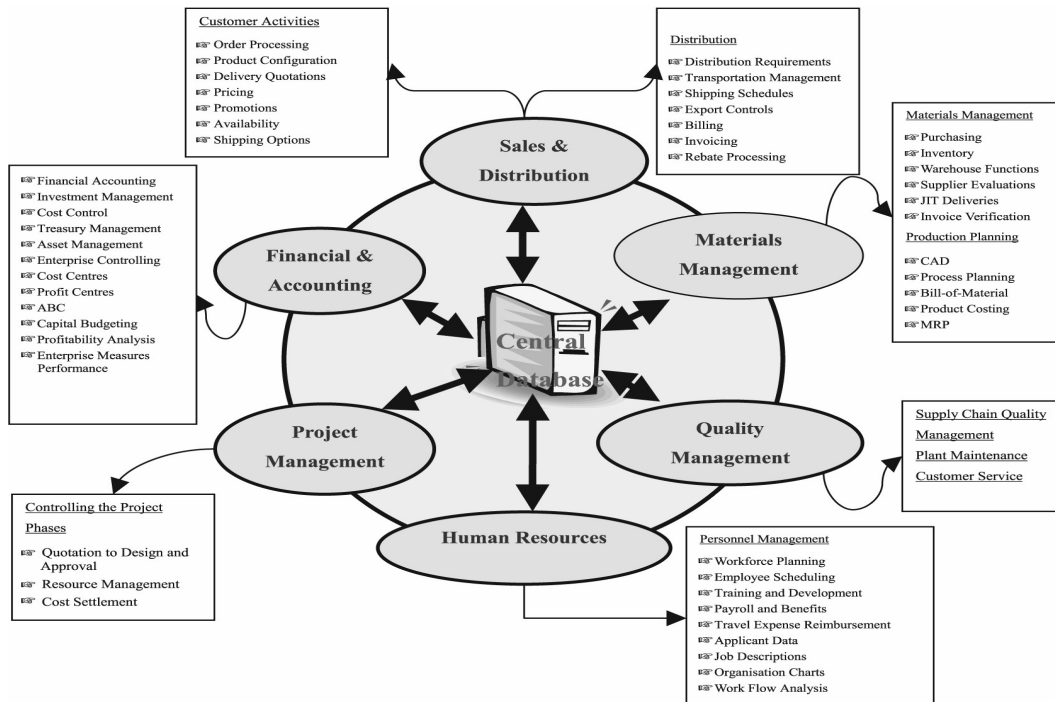 Customer Activities
Order Processing
Product Configuration
Delivery Quotations
Pricing
Promotions
Availability
Shipping Options
Distribution
Distribution Requirements
Transportation Management
Shipping Schedules
Export Controls
Billing
Invoicing
Rebate Processing
Materials Management
Purchasing
Inventory
Warehouse Functions
Supplier Evaluations
JIT Deliveries
Invoice Verification
Production Planning
CAD
Process Planning
Bill-of-Material
Product Costing
MRP
Sales &
Distribution
Financial Accounting
Investment Management
Cost Control
Treasury Management
Asset Management
Enterprise Controlling
Cost Centres
Profit Centres
ABC
Capital Budgeting
Profitability Analysis
Enterprise Measures
Performance
Financial &
Accounting
Materials
Management
Central
Database
Project
Management
Quality
Management
Supply Chain Quality
Management
Plant Maintenance
Customer Service
Controlling the Project
Phases
Quotation to Design and
Approval
Resource Management
Cost Settlement
Human Resources
Personnel Management
Workforce Planning
Employee Scheduling
Training and Development
Payroll and Benefits
Travel Expense Reimbursement
Applicant Data
Job Descriptions
Organisation Charts
Work Flow Analysis